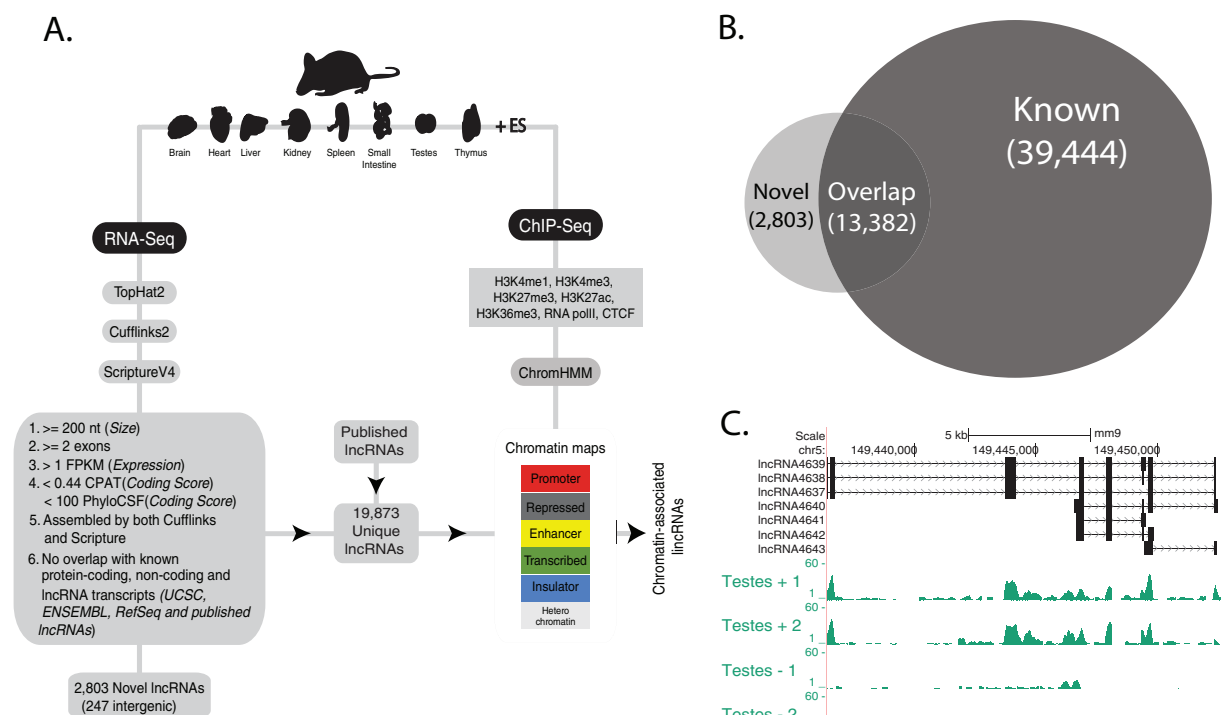 A.
Brain
Heart
Liver
Kidney
Spleen
Small
Intestine
Testes
Thymus
+ ES
RNA-Seq
TopHat2
Cufflinks2
ScriptureV4
1. >= 200 nt (Size)
2. >= 2 exons
3. > 1 FPKM (Expression)
4. < 0.44 CPAT(Coding Score)
< 100 PhyloCSF(Coding Score)
5. Assembled by both Cufflinks
and Scripture
6. No overlap with known
protein-coding, non-coding and
lncRNA transcripts (UCSC,
ENSEMBL, RefSeq and published
lncRNAs)
2,803 Novel lncRNAs
(247 intergenic)
Published
lncRNAs
19,873
Unique
lncRNAs
ChIP-Seq
H3K4me1, H3K4me3,
H3K27me3, H3K27ac,
H3K36me3, RNA polII, CTCF
ChromHMM
Chromatin maps
Promoter
Repressed
Enhancer
Transcribed
Insulator
Hetero
chromatin
Chromatin-associated
lincRNAs
B.
Novel
(2,803)
Overlap
(13,382)
Known
(39,444)
C.
Scale
5 kb
mm9
chr5:
149,440,000
149,445,000
149,450,000
lncRNA4639
lncRNA4638
lncRNA4637
lncRNA4640
lncRNA4641
lncRNA4642
lncRNA4643
60 -
Testes + 1
1 _
60 -
Testes + 2
1 _
60 -
Testes - 1
1 _
60 -
Testes - 2